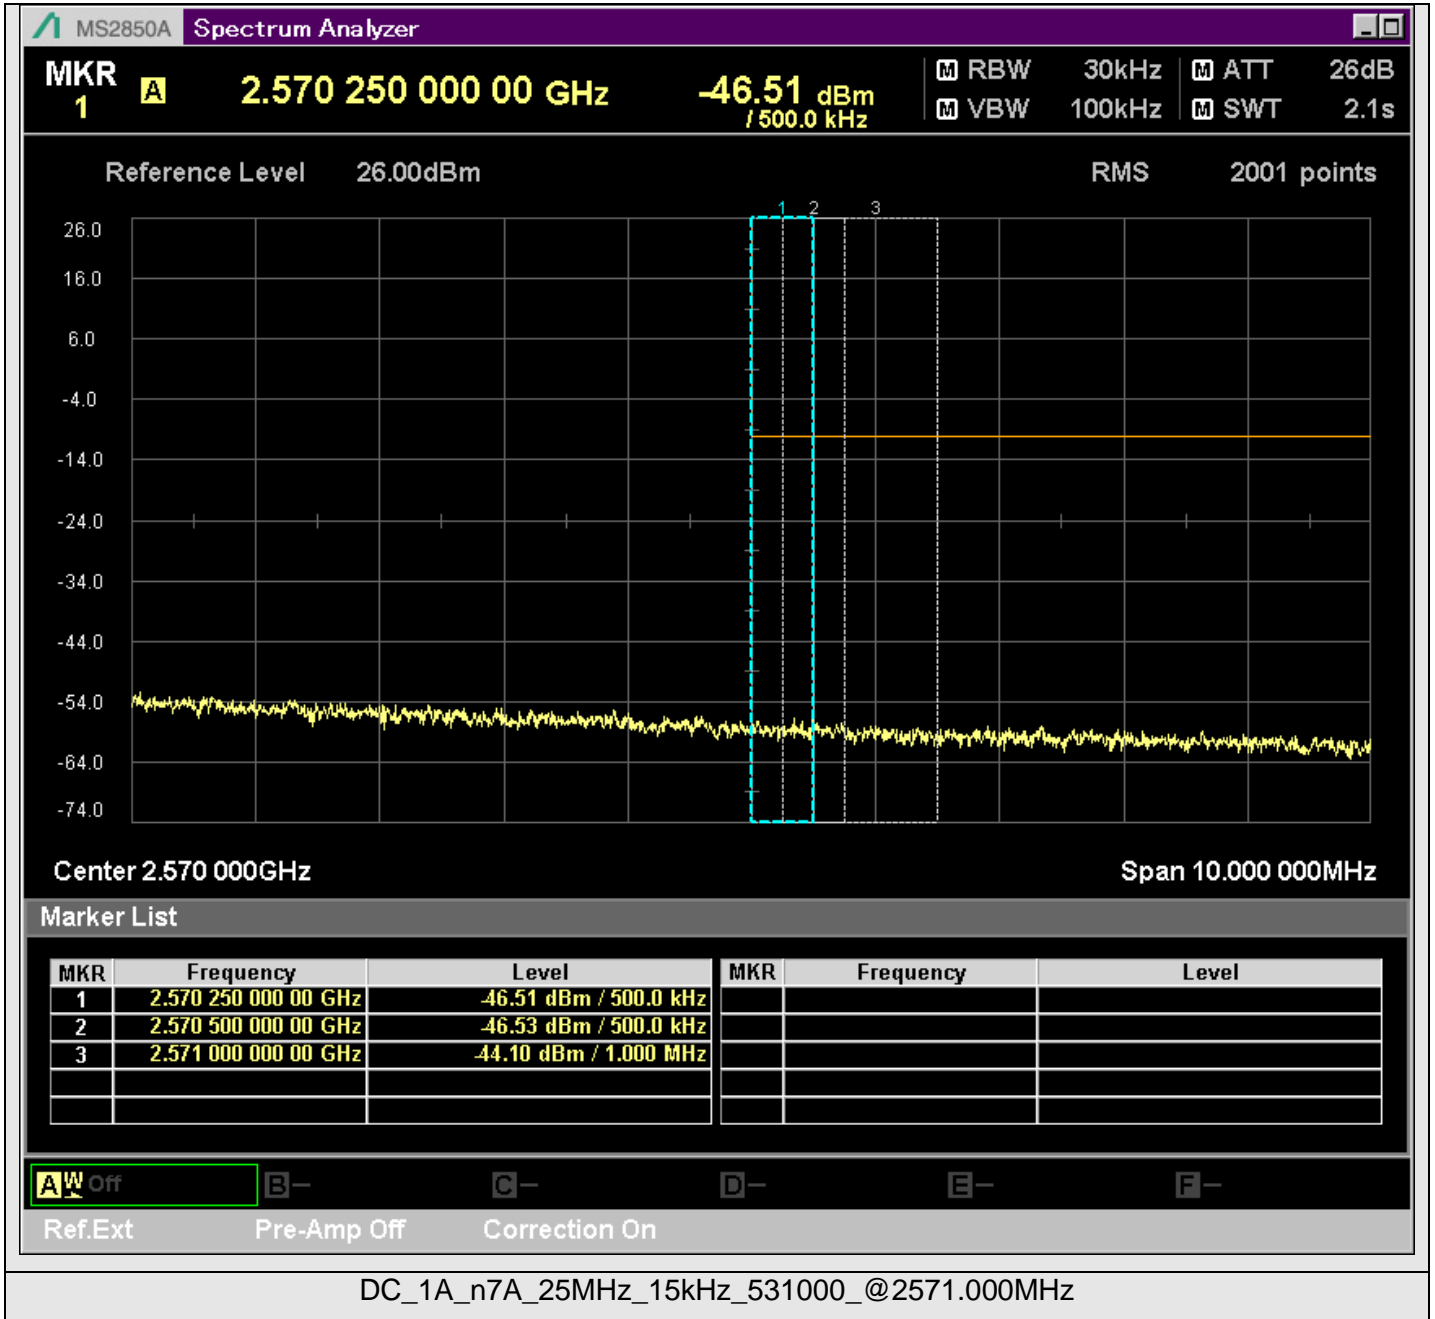 MS2850A Spectrum Analyzer
MKR 1 A 2.570 250 000 00 GHz -46.51 dBm / 500.0 kHz
M RBW 30kHz M ATT 26dB
M VBW 100kHz M SWT 2.1s
Reference Level 26.00dBm RMS 2001 points
1 2 3
26.0
16.0
6.0
-4.0
-14.0
-24.0
-34.0
-44.0
-54.0
-64.0
-74.0
Center 2.570 000GHz Span 10.000 000MHz
Marker List
MKR Frequency Level MKR Frequency Level
1 2.570 250 000 00 GHz -46.51 dBm / 500.0 kHz
2 2.570 500 000 00 GHz -46.53 dBm / 500.0 kHz
3 2.571 000 000 00 GHz -44.10 dBm / 1.000 MHz
A W Off B — C — D — E — F —
Ref.Ext Pre-Amp Off Correction On
DC_1A_n7A_25MHz_15kHz_531000_@2571.000MHz